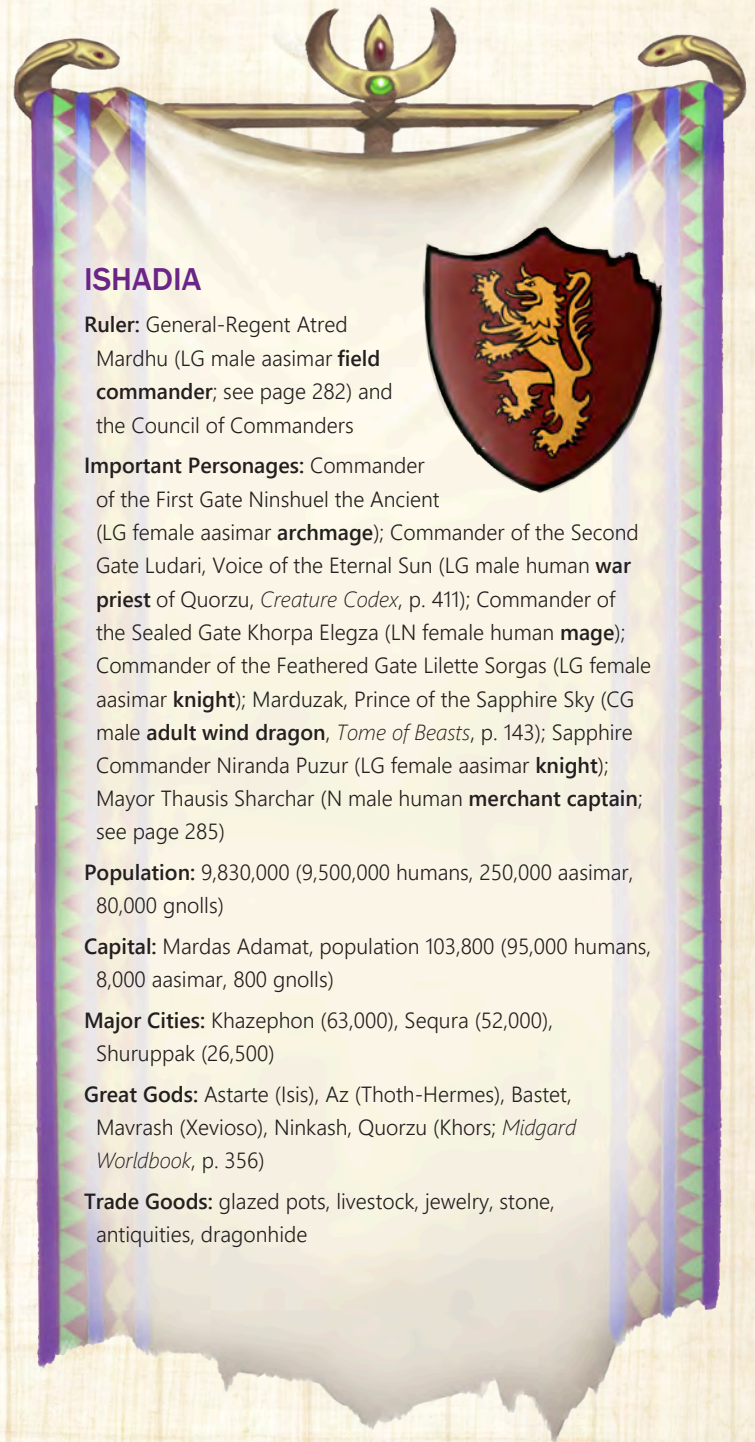 ISHADIA
Ruler: General-Regent Atred
Mardhu (LG male aasimar field
commander; see page 282) and
the Council of Commanders
Important Personages: Commander
of the First Gate Ninshuel the Ancient
(LG female aasimar archmage); Commander of the Second
Gate Ludari, Voice of the Eternal Sun (LG male human war
priest of Quorzu, Creature Codex, p. 411); Commander of
the Sealed Gate Khorpa Elegza (LN female human mage);
Commander of the Feathered Gate Lilette Sorgas (LG female
aasimar knight); Marduzak, Prince of the Sapphire Sky (CG
male adult wind dragon, Tome of Beasts, p. 143); Sapphire
Commander Niranda Puzur (LG female aasimar knight);
Mayor Thausis Sharchar (N male human merchant captain;
see page 285)
Population: 9,830,000 (9,500,000 humans, 250,000 aasimar,
80,000 gnolls)
Capital: Mardas Adamat, population 103,800 (95,000 humans,
8,000 aasimar, 800 gnolls)
Major Cities: Khazephon (63,000), Sequra (52,000),
Shuruppak (26,500)
Great Gods: Astarte (Isis), Az (Thoth-Hermes), Bastet,
Mavrash (Xevioso), Ninkash, Quorzu (Khors; Midgard
Worldbook, p. 356)
Trade Goods: glazed pots, livestock, jewelry, stone,
antiquities, dragonhide